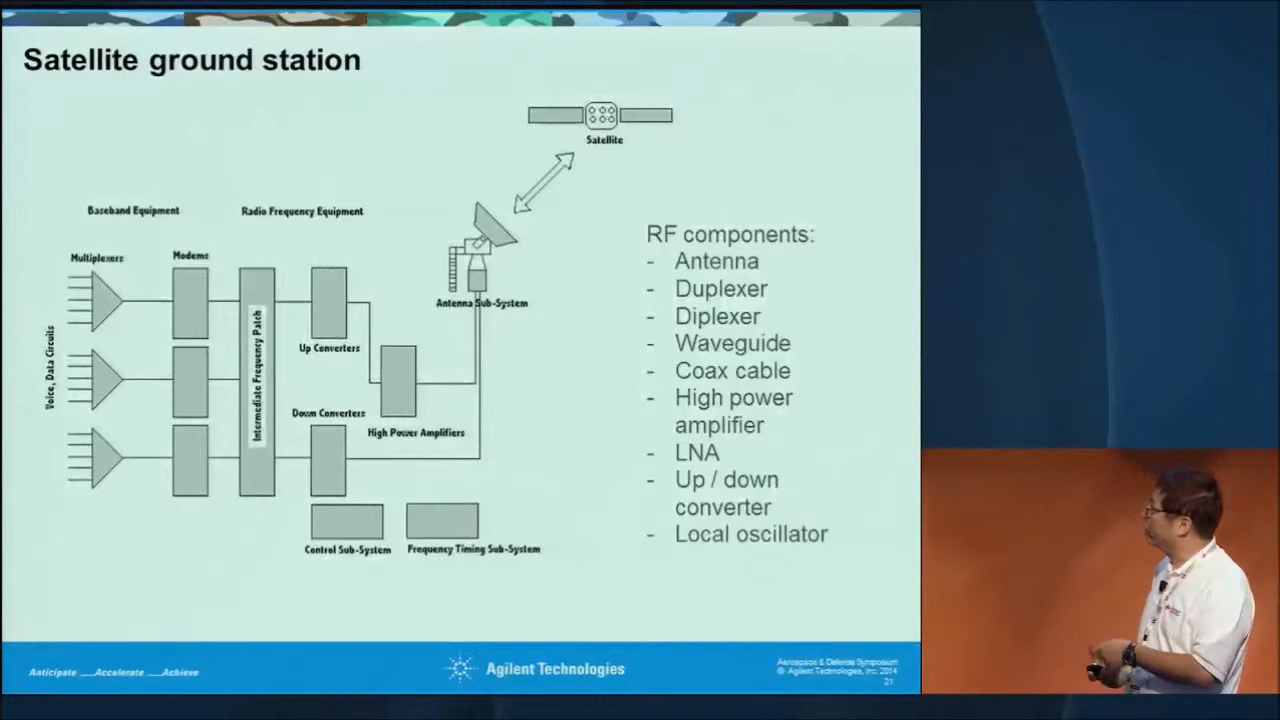 Satellite ground station
Satellite
Baseband Equipment
Radio Frequency Equipment
Multiplexers
Modems
Voice, Data Circuits
Intermediate Frequency Patch
Up Converters
Antenna Sub-System
Down Converters
High Power Amplifiers
Control Sub-System
Frequency Timing Sub-System
RF components:
- Antenna
- Duplexer
- Diplexer
- Waveguide
- Coax cable
- High power
amplifier
- LNA
- Up / down
converter
- Local oscillator
Anticipate __Accelerate __Achieve
Agilent Technologies
Aerospace & Defense Symposium
© Agilent Technologies, Inc. 2014
21